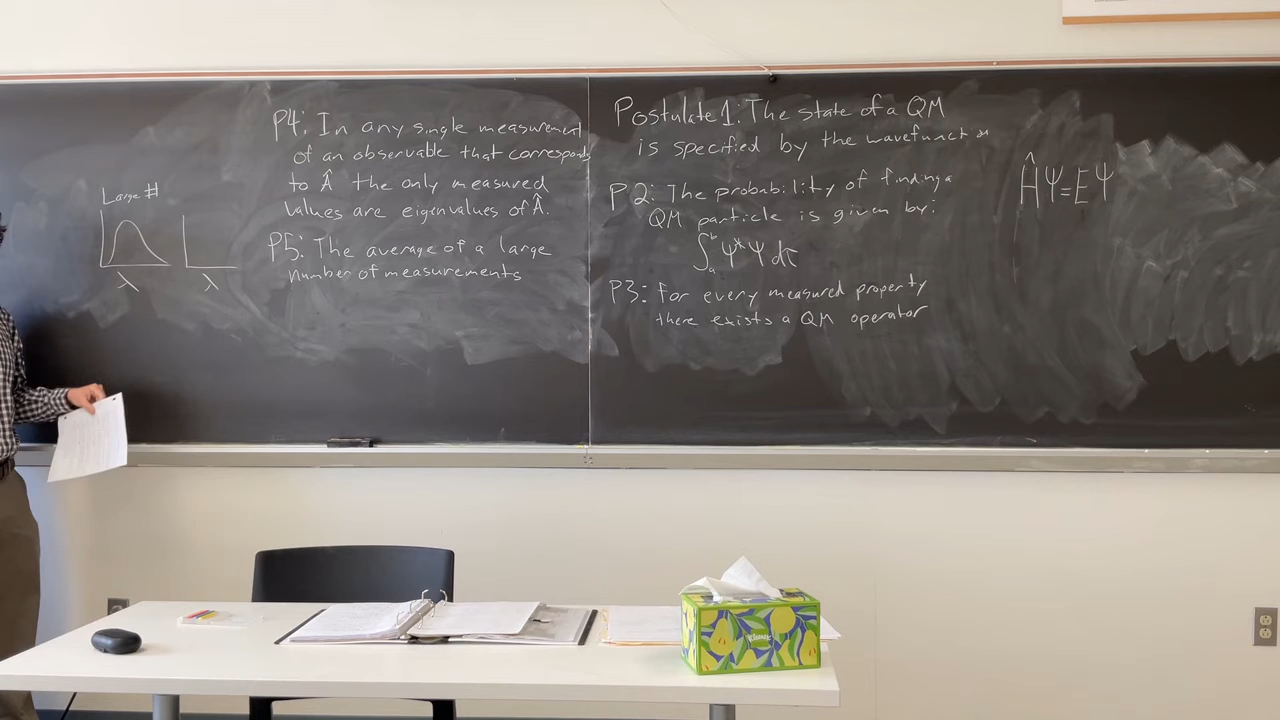 Large #
λ
λ
P4: In any single measurement
of an observable that corresponds
to Â the only measured
values are eigenvalues of Â.
P5: The average of a large
number of measurements
Postulate 1: The state of a QM
is specified by the wavefunct
P2: The probability of finding a
QM particle is given by:
∫ₐᵇ Ψ*Ψ dτ
P3: For every measured property
there exists a QM operator
ĤΨ=EΨ
Kleenex